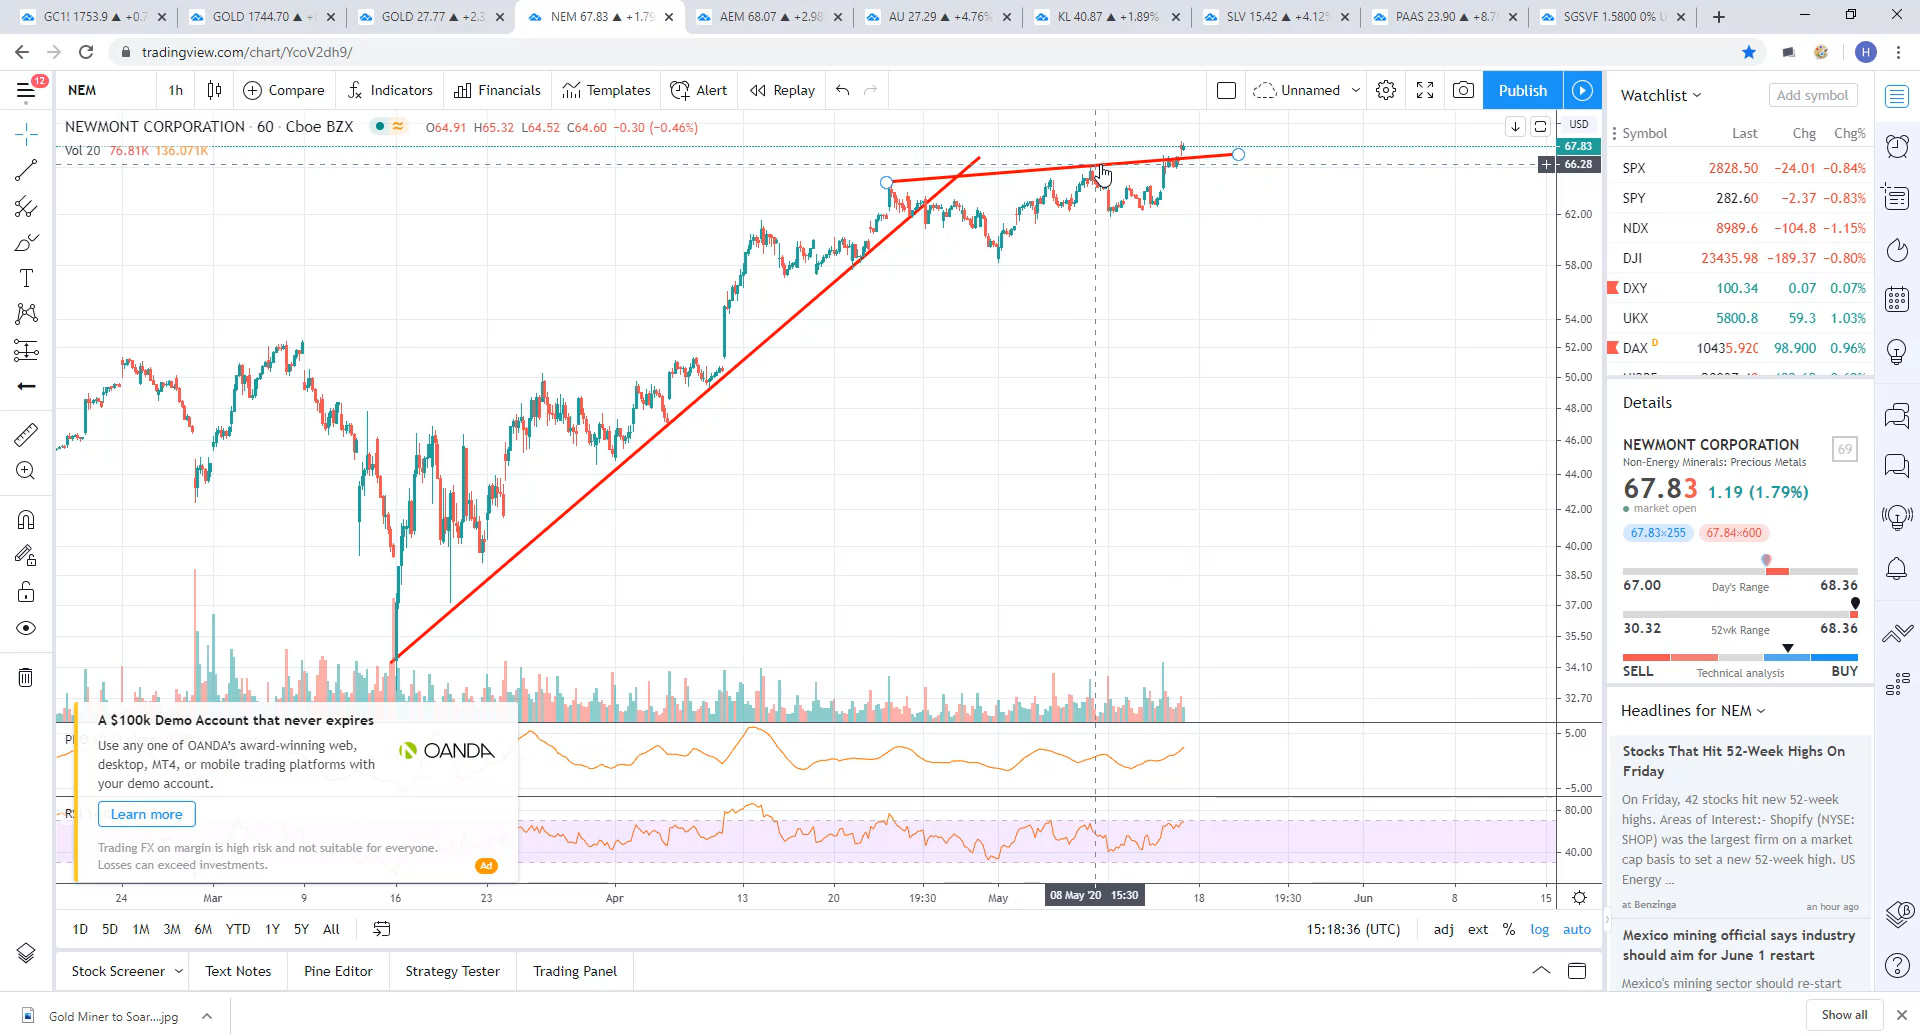 GC1! 1753.9 ▲ +0.7
GOLD 1744.70 ▲ +
GOLD 27.77 ▲ +2.3
NEM 67.83 ▲ +1.79
AEM 68.07 ▲ +2.98
AU 27.29 ▲ +4.76%
KL 40.87 ▲ +1.89%
SLV 15.42 ▲ +4.12%
PAAS 23.90 ▲ +8.7
SGSVF 1.5800 0% U
tradingview.com/chart/YcoV2dh9/
H
12
NEM
1h
Compare
Indicators
Financials
Templates
Alert
Replay
Unnamed
Publish
NEWMONT CORPORATION · 60 · Cboe BZX
O64.91 H65.32 L64.52 C64.60 −0.30 (−0.46%)
Vol 20 76.81K 136.071K
USD
67.83
66.28
62.00
58.00
54.00
52.00
50.00
48.00
46.00
44.00
42.00
40.00
38.50
37.00
35.50
34.10
32.70
5.00
−5.00
80.00
40.00
A $100k Demo Account that never expires
Use any one of OANDA's award-winning web,
desktop, MT4, or mobile trading platforms with
your demo account.
OANDA
Learn more
Trading FX on margin is high risk and not suitable for everyone.
Losses can exceed investments.
Ad
24 Mar 9 16 23 Apr 13 20 19:30 May 08 May '20 15:30 18 19:30 Jun 8 15
1D 5D 1M 3M 6M YTD 1Y 5Y All
15:18:36 (UTC) adj ext % log auto
Stock Screener Text Notes Pine Editor Strategy Tester Trading Panel
Watchlist
Add symbol
Symbol Last Chg Chg%
SPX 2828.50 −24.01 −0.84%
SPY 282.60 −2.37 −0.83%
NDX 8989.6 −104.8 −1.15%
DJI 23435.98 −189.37 −0.80%
DXY 100.34 0.07 0.07%
UKX 5800.8 59.3 1.03%
DAX D 10435.920 98.900 0.96%
Details
NEWMONT CORPORATION
69
Non-Energy Minerals: Precious Metals
67.83 1.19 (1.79%)
market open
67.83×255 67.84×600
67.00 Day's Range 68.36
30.32 52wk Range 68.36
SELL Technical analysis BUY
Headlines for NEM
Stocks That Hit 52-Week Highs On
Friday
On Friday, 42 stocks hit new 52-week
highs. Areas of Interest:- Shopify (NYSE:
SHOP) was the largest firm on a market
cap basis to set a new 52-week high. US
Energy ...
at Benzinga an hour ago
Mexico mining official says industry
should aim for June 1 restart
Mexico's mining sector should re-start
Gold Miner to Soar....jpg
Show all